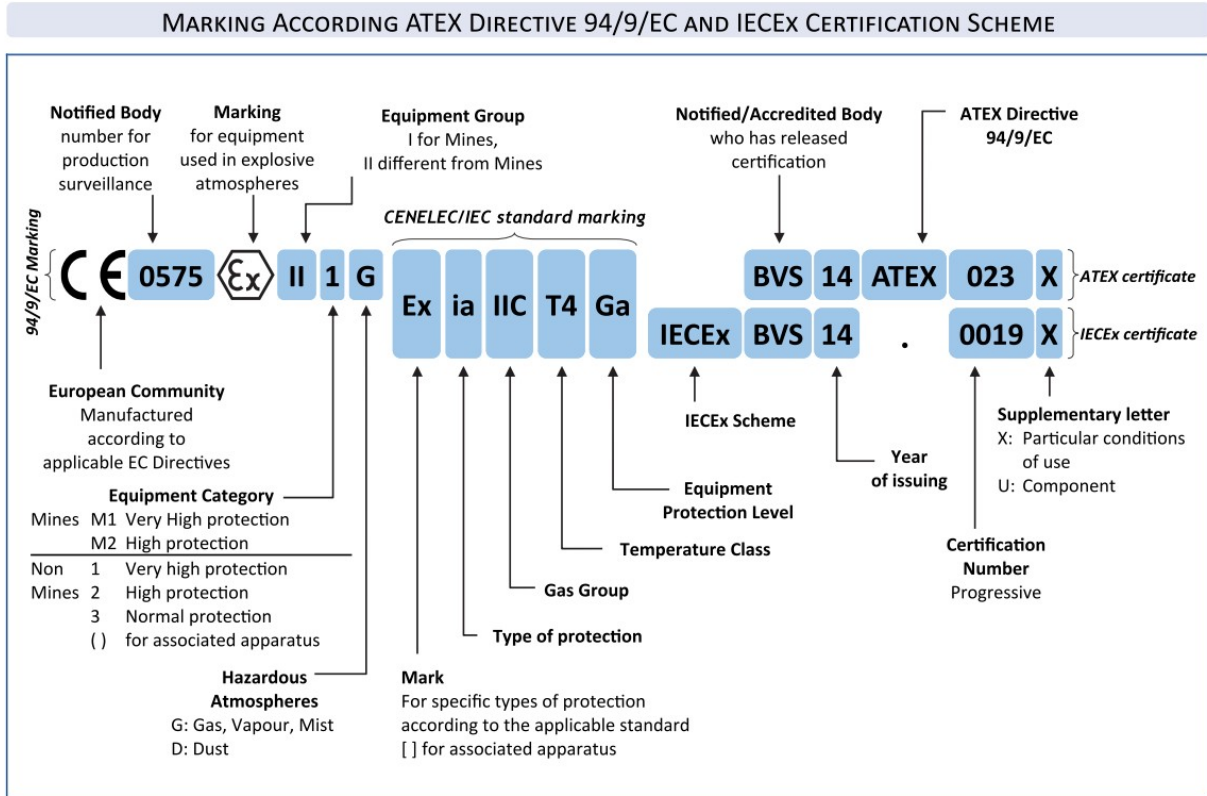 MARKING ACCORDING ATEX DIRECTIVE 94/9/EC AND IECEX CERTIFICATION SCHEME
Notified Body
number for
production
surveillance
Marking
for equipment
used in explosive
atmospheres
Equipment Group
I for Mines,
II different from Mines
Notified/Accredited Body
who has released
certification
ATEX Directive
94/9/EC
CENELEC/IEC standard marking
94/9/EC Marking
CE 0575 Ex II 1 G
Ex ia IIC T4 Ga
BVS 14 ATEX 023 X
ATEX certificate
IECEx BVS 14 . 0019 X
IECEx certificate
European Community
Manufactured
according to
applicable EC Directives
IECEx Scheme
Supplementary letter
X: Particular conditions
of use
U: Component
Year
of issuing
Equipment Category
Mines M1 Very High protection
M2 High protection
Non 1 Very high protection
Mines 2 High protection
3 Normal protection
( ) for associated apparatus
Equipment
Protection Level
Temperature Class
Gas Group
Type of protection
Certification
Number
Progressive
Hazardous
Atmospheres
G: Gas, Vapour, Mist
D: Dust
Mark
For specific types of protection
according to the applicable standard
[ ] for associated apparatus